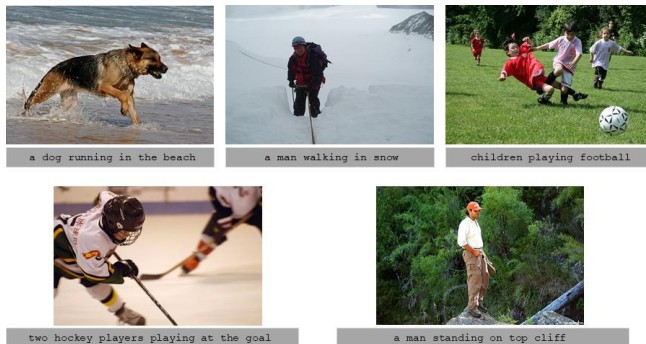 a dog running in the beach
a man walking in snow
children playing football
two hockey players playing at the goal
a man standing on top cliff